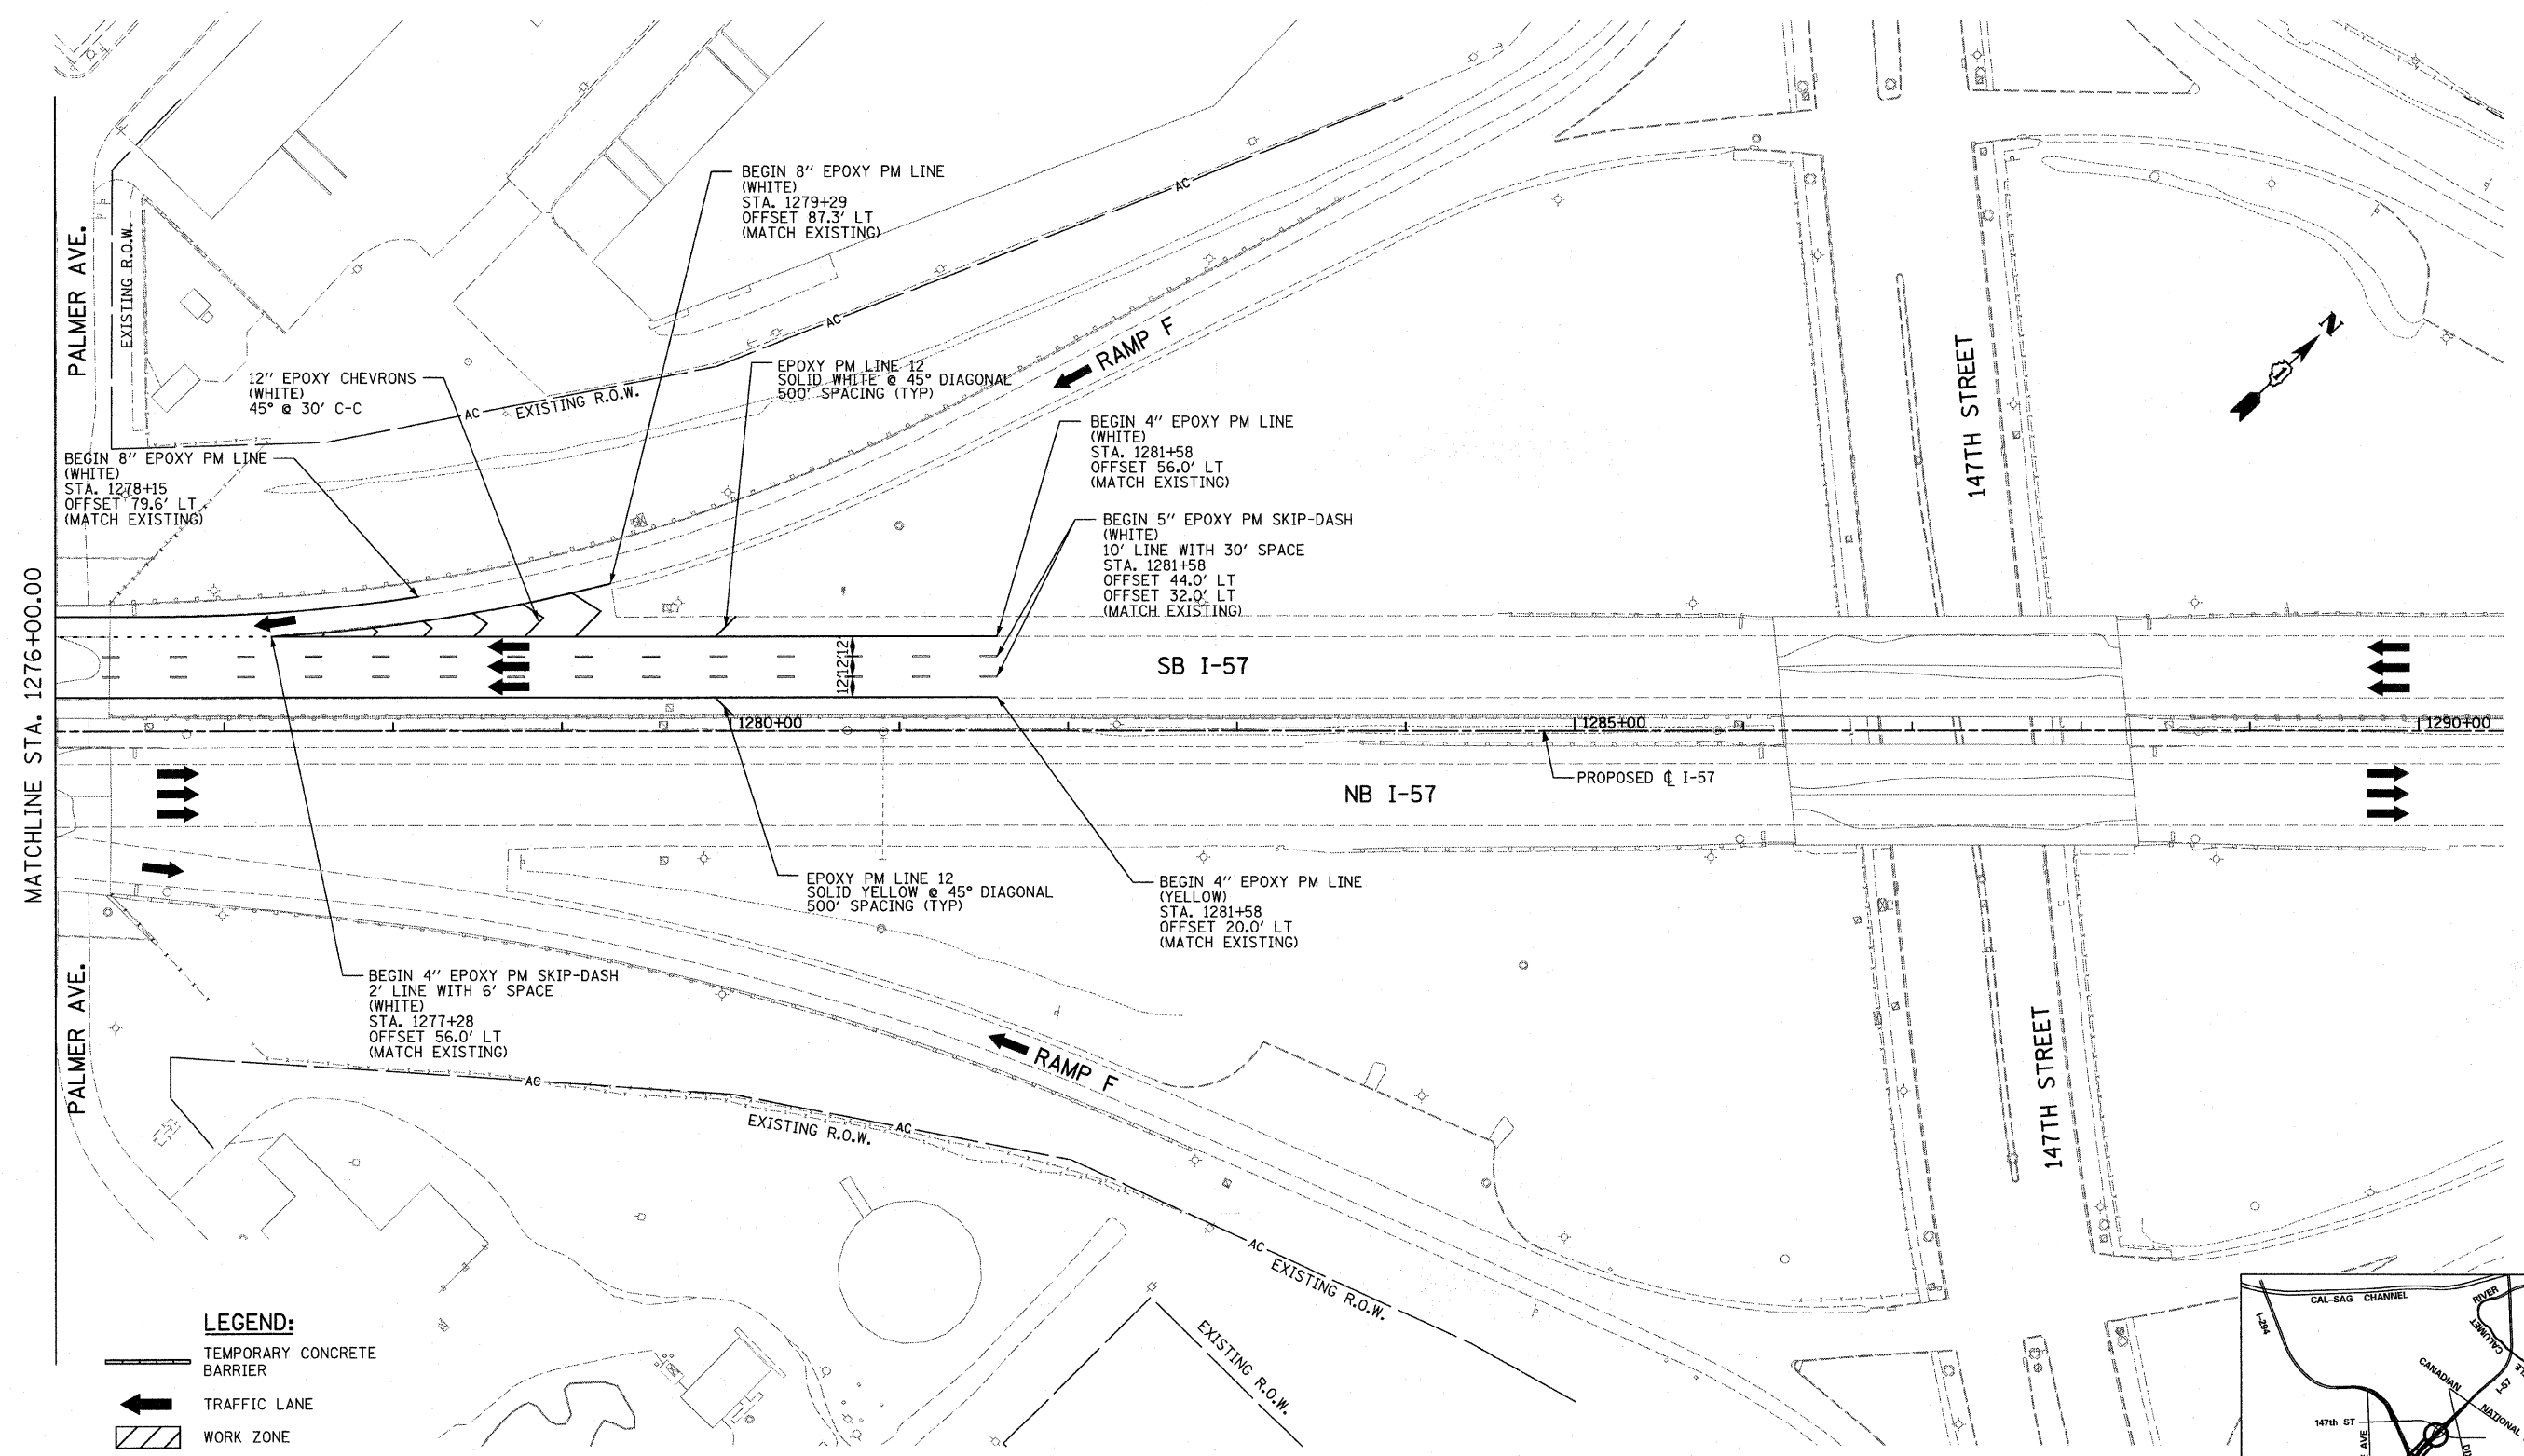 BEGIN 8" EPOXY PM LINE
(WHITE)
STA. 1279+29
OFFSET 87.3' LT
(MATCH EXISTING)
PALMER AVE.
EXISTING R.O.W.
12" EPOXY CHEVRONS
(WHITE)
45° @ 30' C-C
EPOXY PM LINE 12
SOLID WHITE @ 45° DIAGONAL
500' SPACING (TYP)
AC
AC
AC
EXISTING R.O.W.
RAMP F
147TH STREET
N
BEGIN 8" EPOXY PM LINE
(WHITE)
STA. 1278+15
OFFSET 79.6' LT
(MATCH EXISTING)
BEGIN 4" EPOXY PM LINE
(WHITE)
STA. 1281+58
OFFSET 56.0' LT
(MATCH EXISTING)
BEGIN 5" EPOXY PM SKIP-DASH
(WHITE)
10' LINE WITH 30' SPACE
STA. 1281+58
OFFSET 44.0' LT
OFFSET 32.0' LT
(MATCH EXISTING)
MATCHLINE STA. 1276+00.00
12'
12'
12'
SB I-57
1280+00
1285+00
1290+00
PROPOSED ℄ I-57
NB I-57
EPOXY PM LINE 12
SOLID YELLOW @ 45° DIAGONAL
500' SPACING (TYP)
BEGIN 4" EPOXY PM LINE
(YELLOW)
STA. 1281+58
OFFSET 20.0' LT
(MATCH EXISTING)
BEGIN 4" EPOXY PM SKIP-DASH
2' LINE WITH 6' SPACE
(WHITE)
STA. 1277+28
OFFSET 56.0' LT
(MATCH EXISTING)
PALMER AVE.
RAMP F
147TH STREET
AC
AC
EXISTING R.O.W.
AC
EXISTING R.O.W.
EXISTING R.O.W.
LEGEND:
TEMPORARY CONCRETE
BARRIER
TRAFFIC LANE
WORK ZONE
CAL-SAG CHANNEL
RIVER
CALUMET
I-294
CANADIAN
NATIONAL
I-57
147th ST
AVE